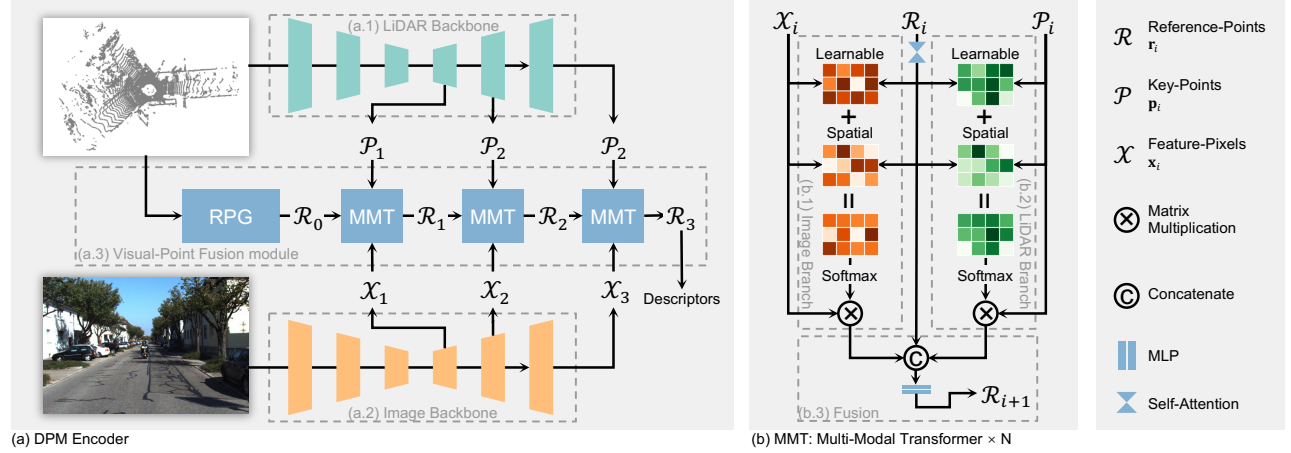 (a.1) LiDAR Backbone
𝒫₁
𝒫₂
𝒫₂
RPG
ℛ₀
MMT
ℛ₁
MMT
ℛ₂
MMT
ℛ₃
(a.3) Visual-Point Fusion module
𝒳₁
𝒳₂
𝒳₃
Descriptors
(a.2) Image Backbone
(a) DPM Encoder
𝒳ᵢ
ℛᵢ
𝒫ᵢ
Learnable
Learnable
+
+
Spatial
Spatial
(b.1) Image Branch
(b.2) LiDAR Branch
=
=
Softmax
Softmax
×
×
C
(b.3) Fusion
ℛᵢ₊₁
(b) MMT: Multi-Modal Transformer × N
ℛ
Reference-Points
𝐫ᵢ
𝒫
Key-Points
𝐩ᵢ
𝒳
Feature-Pixels
𝐱ᵢ
×
Matrix
Multiplication
C
Concatenate
MLP
Self-Attention